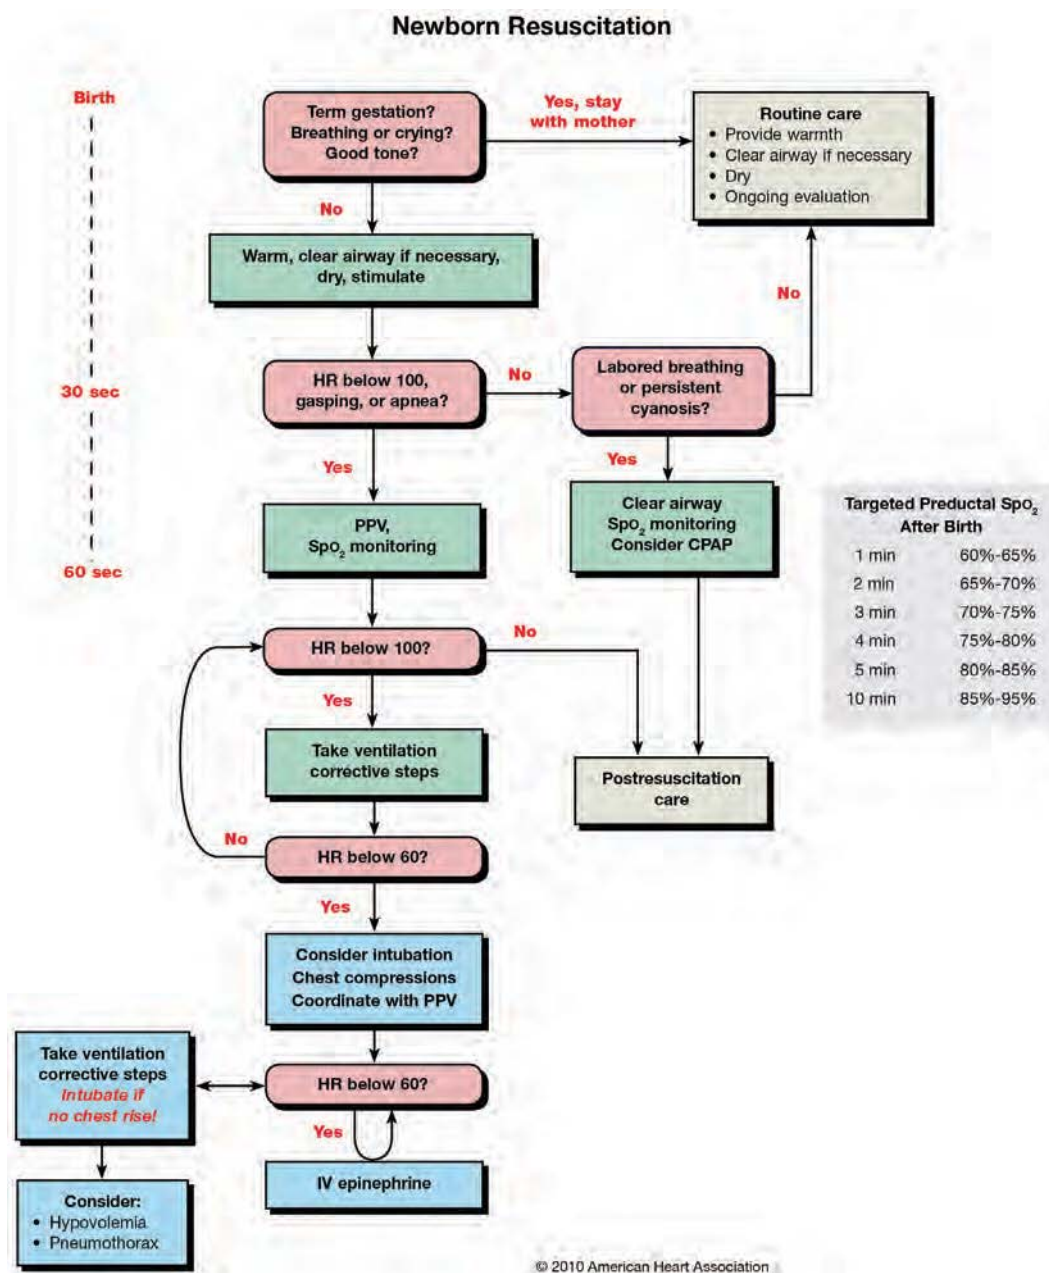 Newborn Resuscitation
Birth
Term gestation?
Breathing or crying?
Good tone?
Yes, stay
with mother
Routine care
• Provide warmth
• Clear airway if necessary
• Dry
• Ongoing evaluation
No
Warm, clear airway if necessary,
dry, stimulate
No
30 sec
HR below 100,
gasping, or apnea?
No
Labored breathing
or persistent
cyanosis?
Yes
Yes
PPV,
SpO₂ monitoring
Clear airway
SpO₂ monitoring
Consider CPAP
60 sec
Targeted Preductal SpO₂
After Birth
1 min 60%-65%
2 min 65%-70%
3 min 70%-75%
4 min 75%-80%
5 min 80%-85%
10 min 85%-95%
HR below 100?
No
Yes
Take ventilation
corrective steps
Postresuscitation
care
No
HR below 60?
Yes
Consider intubation
Chest compressions
Coordinate with PPV
Take ventilation
corrective steps
Intubate if
no chest rise!
HR below 60?
Yes
IV epinephrine
Consider:
• Hypovolemia
• Pneumothorax
© 2010 American Heart Association